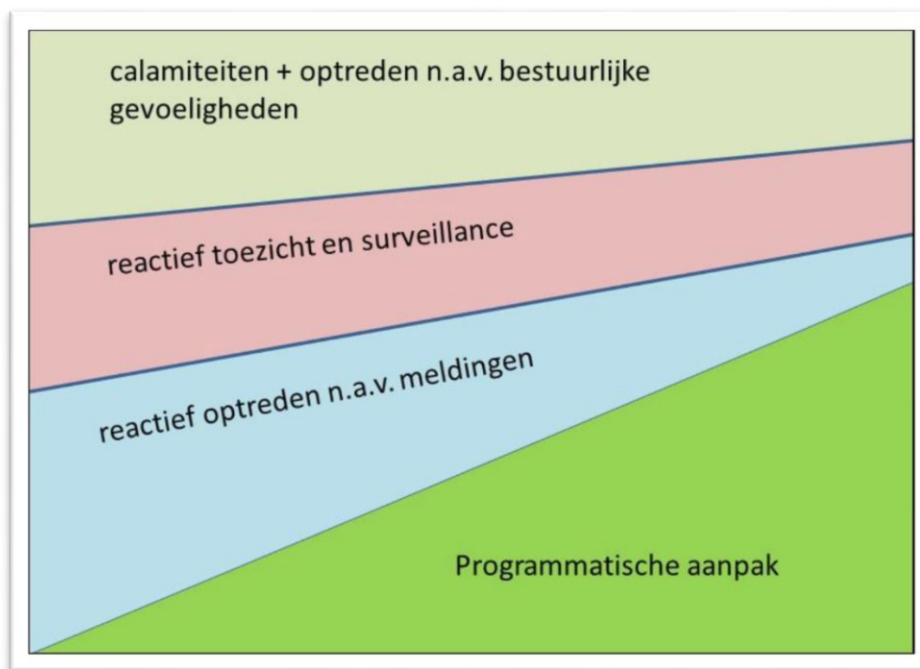 calamiteiten + optreden n.a.v. bestuurlijke
gevoeligheden
reactief toezicht en surveillance
reactief optreden n.a.v. meldingen
Programmatische aanpak